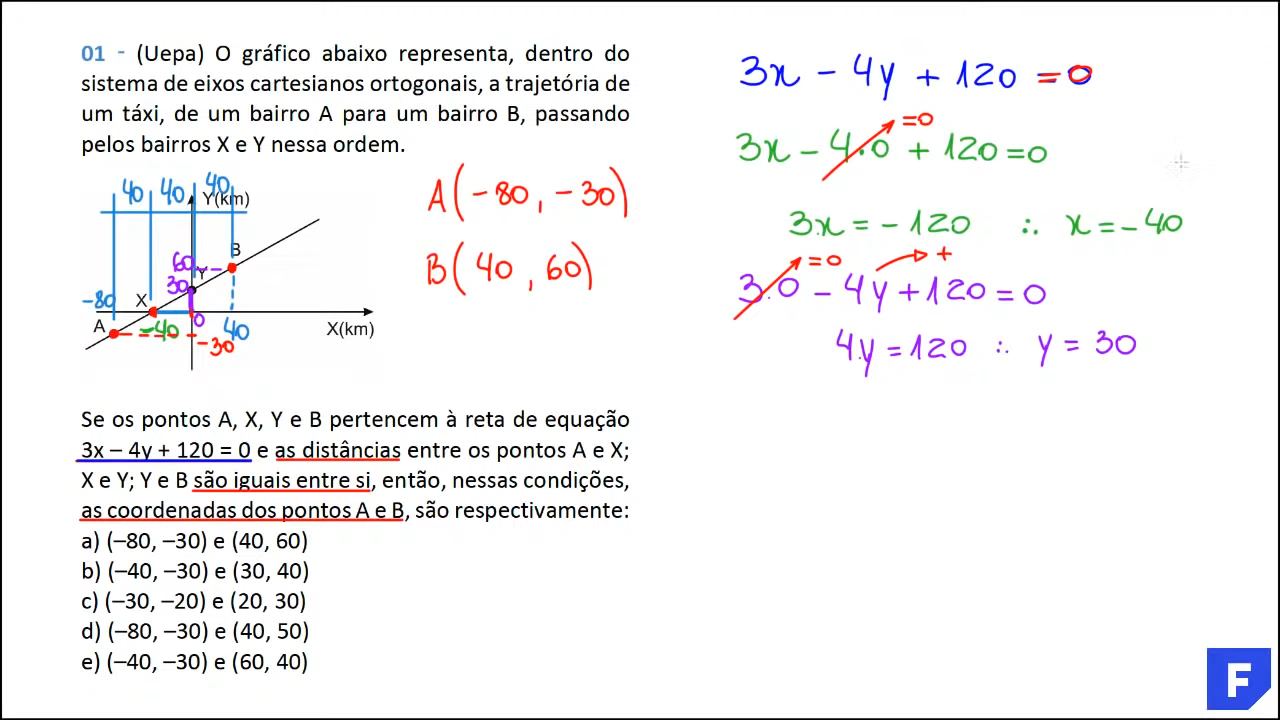 01 - (Uepa) O gráfico abaixo representa, dentro do
sistema de eixos cartesianos ortogonais, a trajetória de
um táxi, de um bairro A para um bairro B, passando
pelos bairros X e Y nessa ordem.
40 40 40
Y(km)
B
60
Y
30
-80
X
A
-40
0
40
-30
X(km)
A(-80, -30)
B(40, 60)
Se os pontos A, X, Y e B pertencem à reta de equação
3x – 4y + 120 = 0 e as distâncias entre os pontos A e X;
X e Y; Y e B são iguais entre si, então, nessas condições,
as coordenadas dos pontos A e B, são respectivamente:
a) (–80, –30) e (40, 60)
b) (–40, –30) e (30, 40)
c) (–30, –20) e (20, 30)
d) (–80, –30) e (40, 50)
e) (–40, –30) e (60, 40)
3x - 4y + 120 = 0
=0
3x - 4.0 + 120 = 0
3x = -120 ∴ x = -40
=0 +
3.0 - 4y + 120 = 0
4y = 120 ∴ y = 30
F